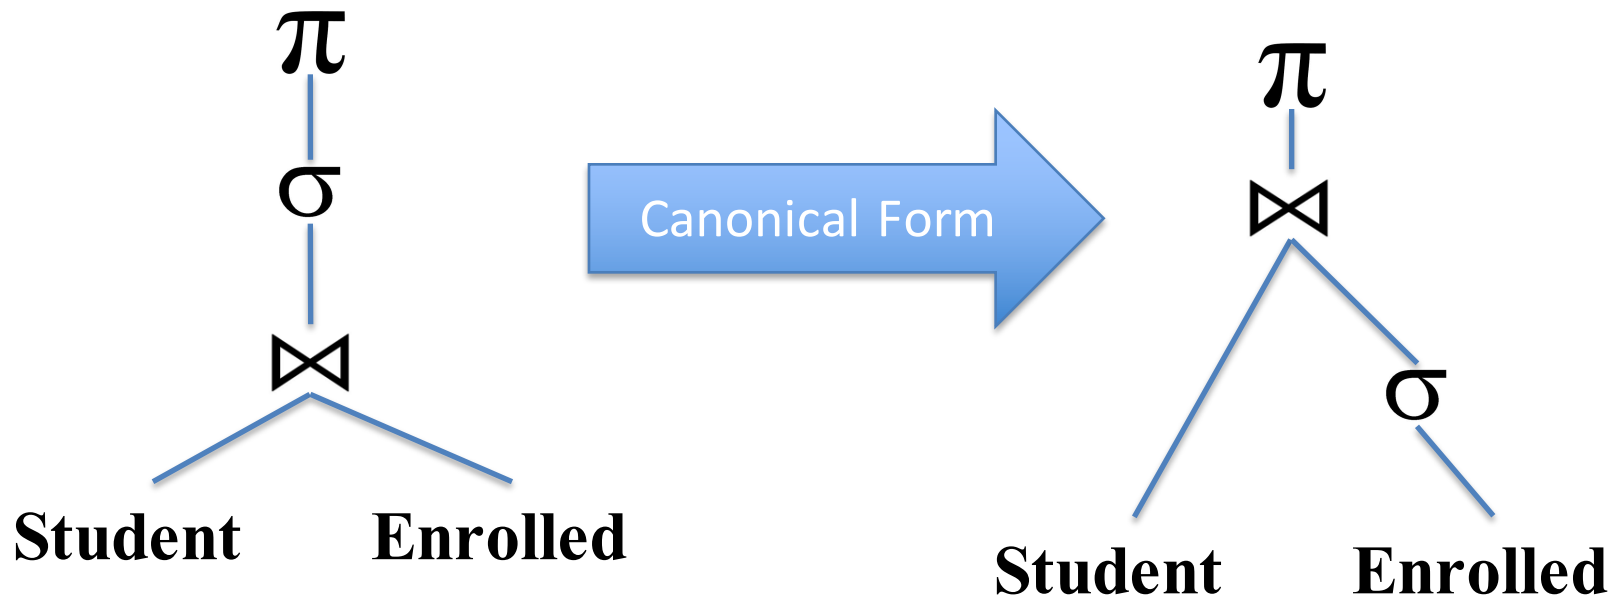 π
σ
⋈
Student Enrolled
Canonical Form
π
⋈
σ
Student Enrolled